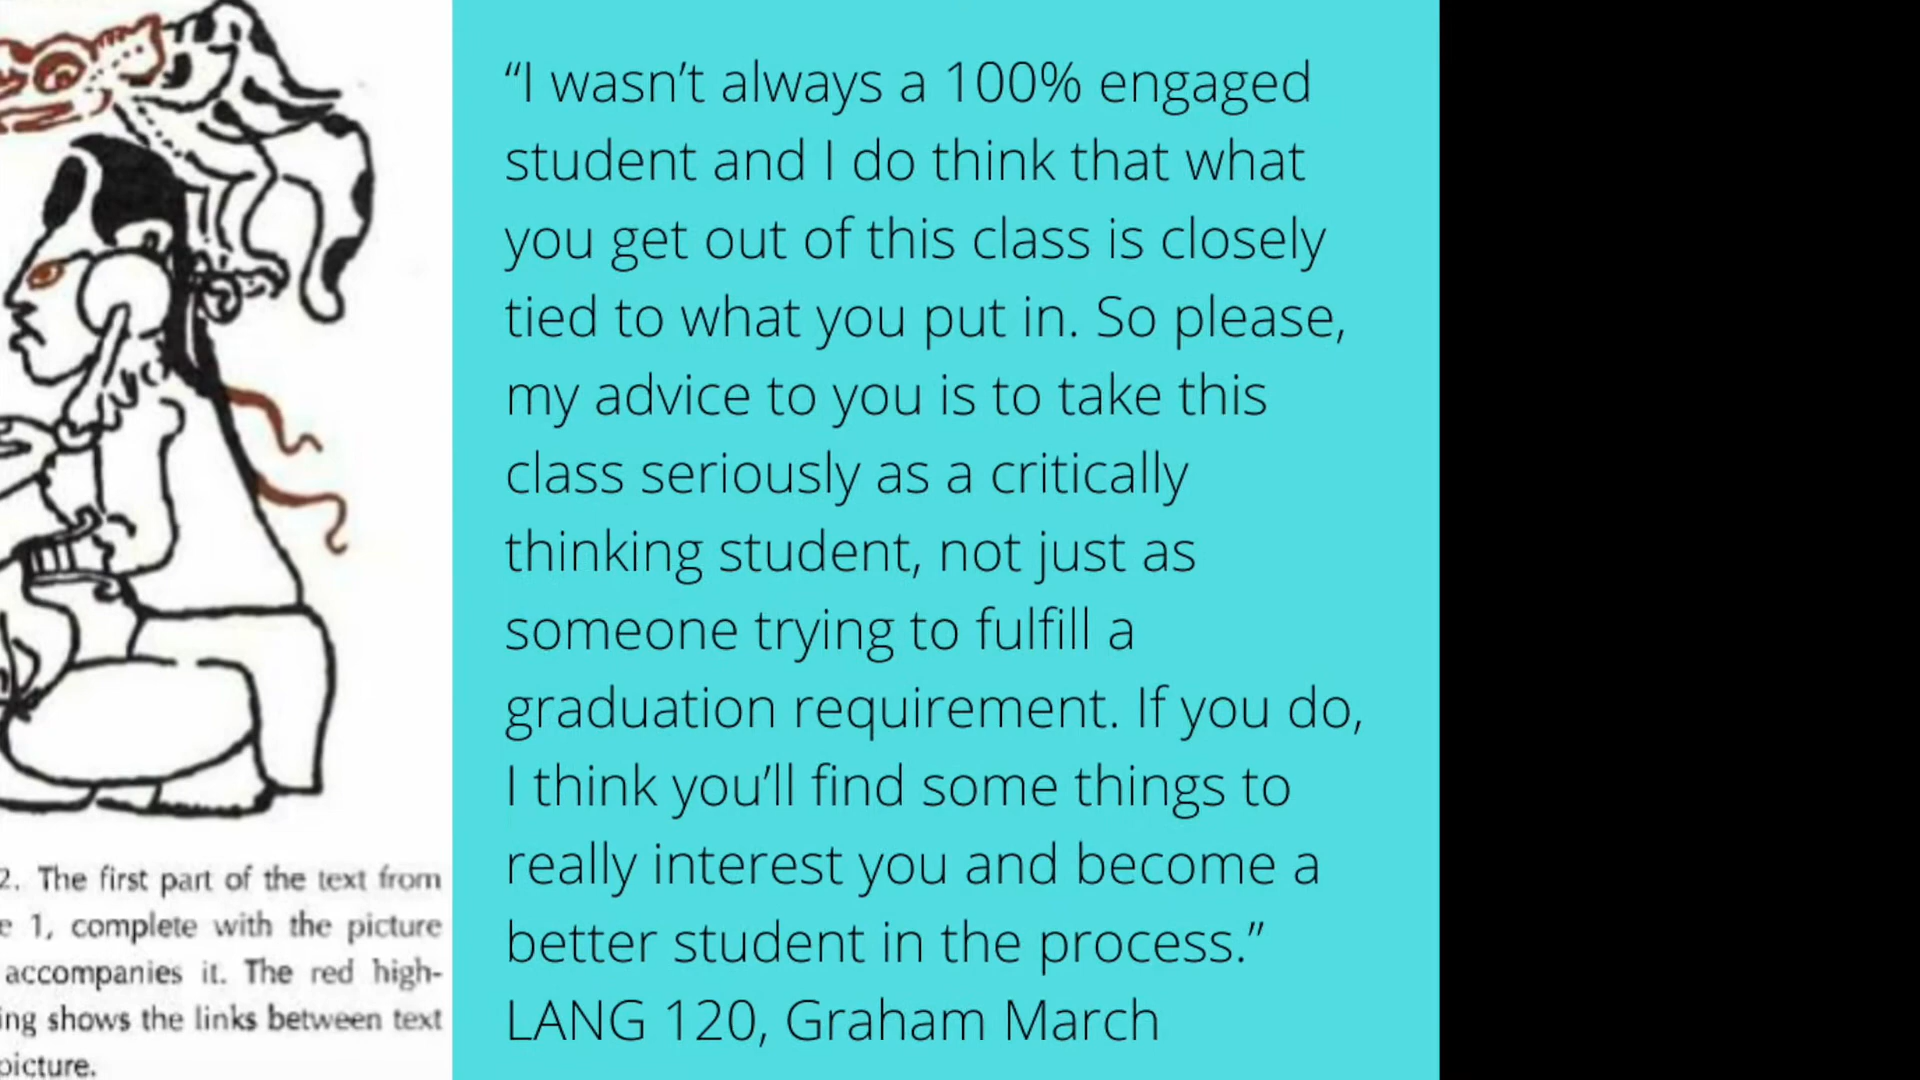 “I wasn’t always a 100% engaged
student and I do think that what
you get out of this class is closely
tied to what you put in. So please,
my advice to you is to take this
class seriously as a critically
thinking student, not just as
someone trying to fulfill a
graduation requirement. If you do,
I think you’ll find some things to
really interest you and become a
better student in the process.”
LANG 120, Graham March
2. The first part of the text from
e 1, complete with the picture
accompanies it. The red high-
ing shows the links between text
picture.